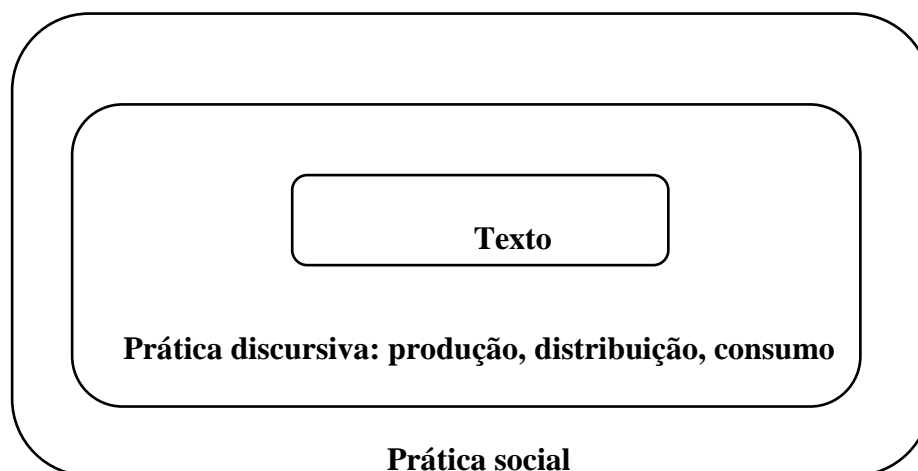 Texto
Prática discursiva: produção, distribuição, consumo
Prática social